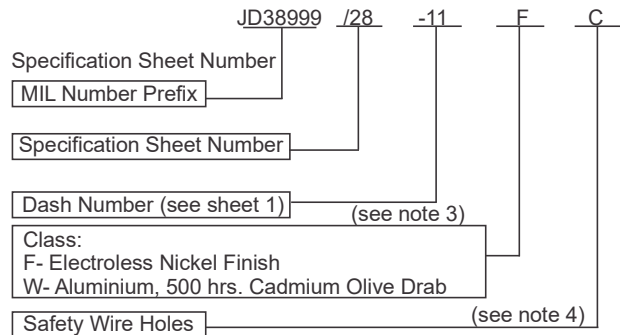 JD38999 /28 -11 F C
Specification Sheet Number
MIL Number Prefix
Specification Sheet Number
Dash Number (see sheet 1)
(see note 3)
Class:
F- Electroless Nickel Finish
W- Aluminium, 500 hrs. Cadmium Olive Drab
(see note 4)
Safety Wire Holes